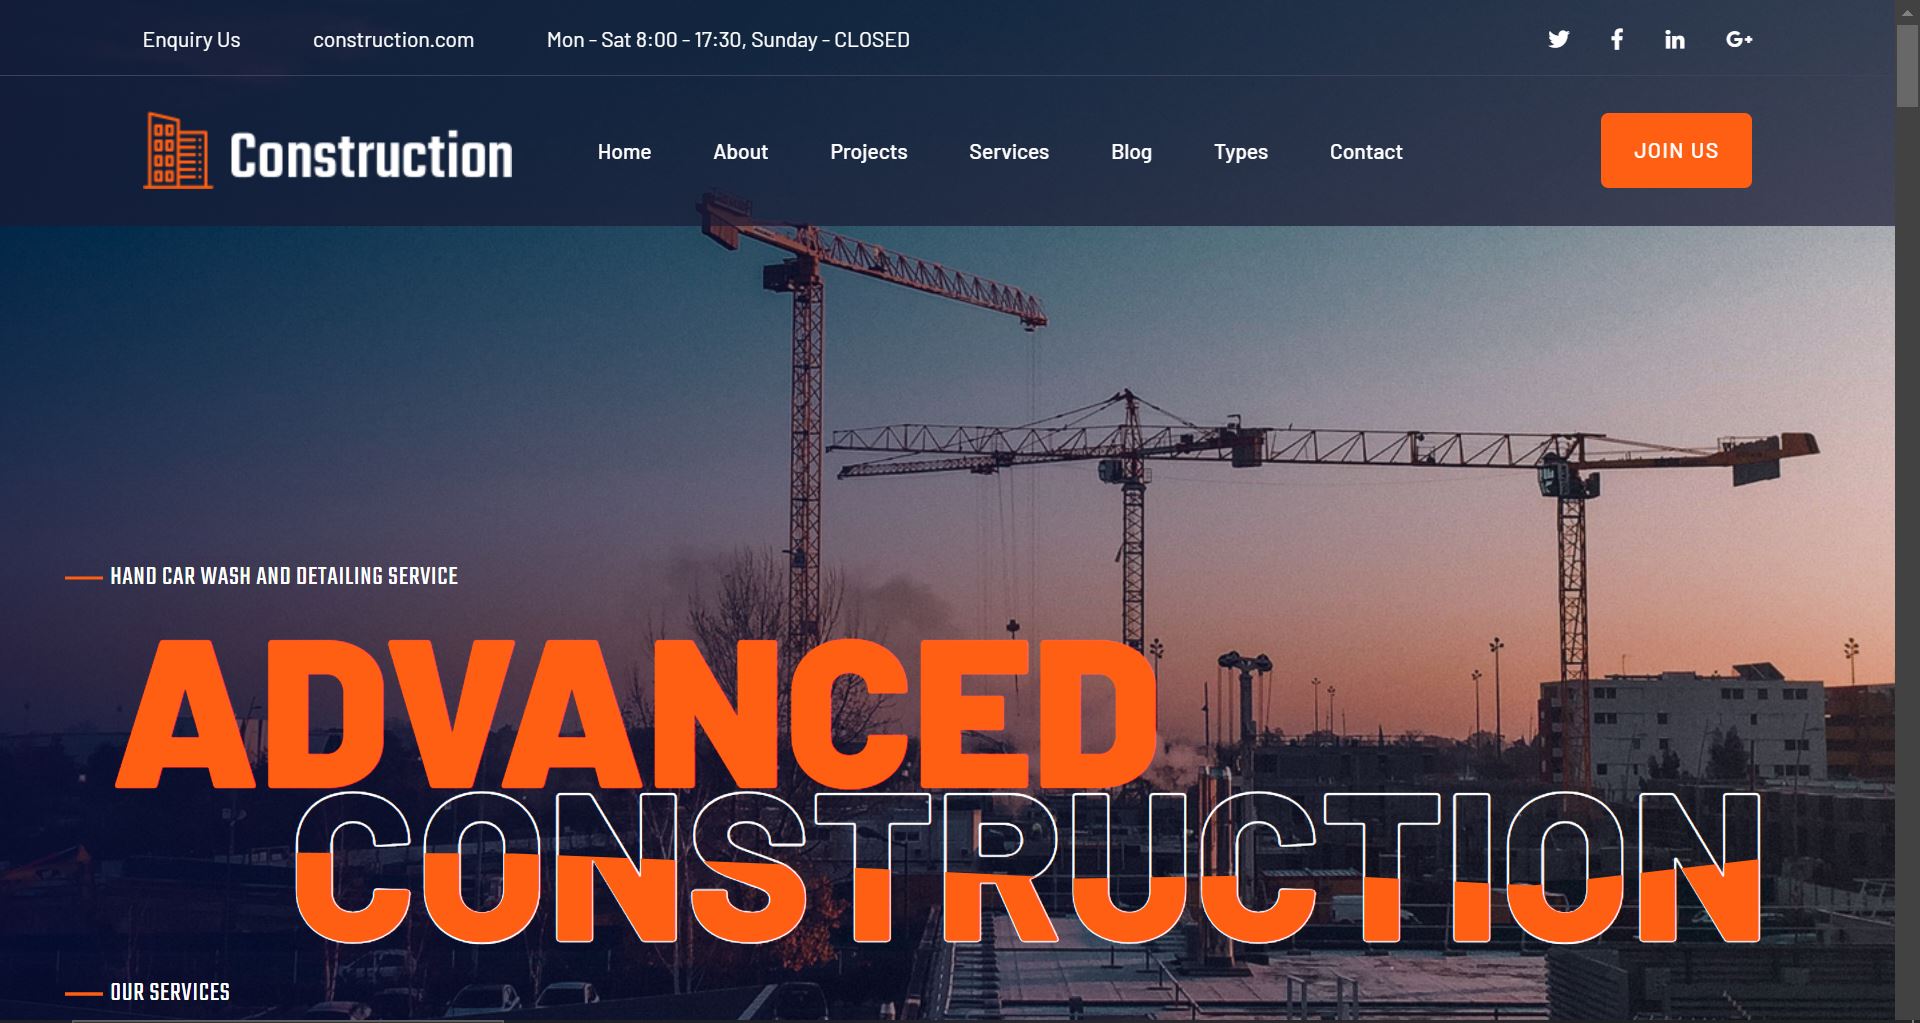 Enquiry Us construction.com Mon - Sat 8:00 - 17:30, Sunday - CLOSED
Construction Home About Projects Services Blog Types Contact JOIN US
HAND CAR WASH AND DETAILING SERVICE
ADVANCED
CONSTRUCTION
OUR SERVICES